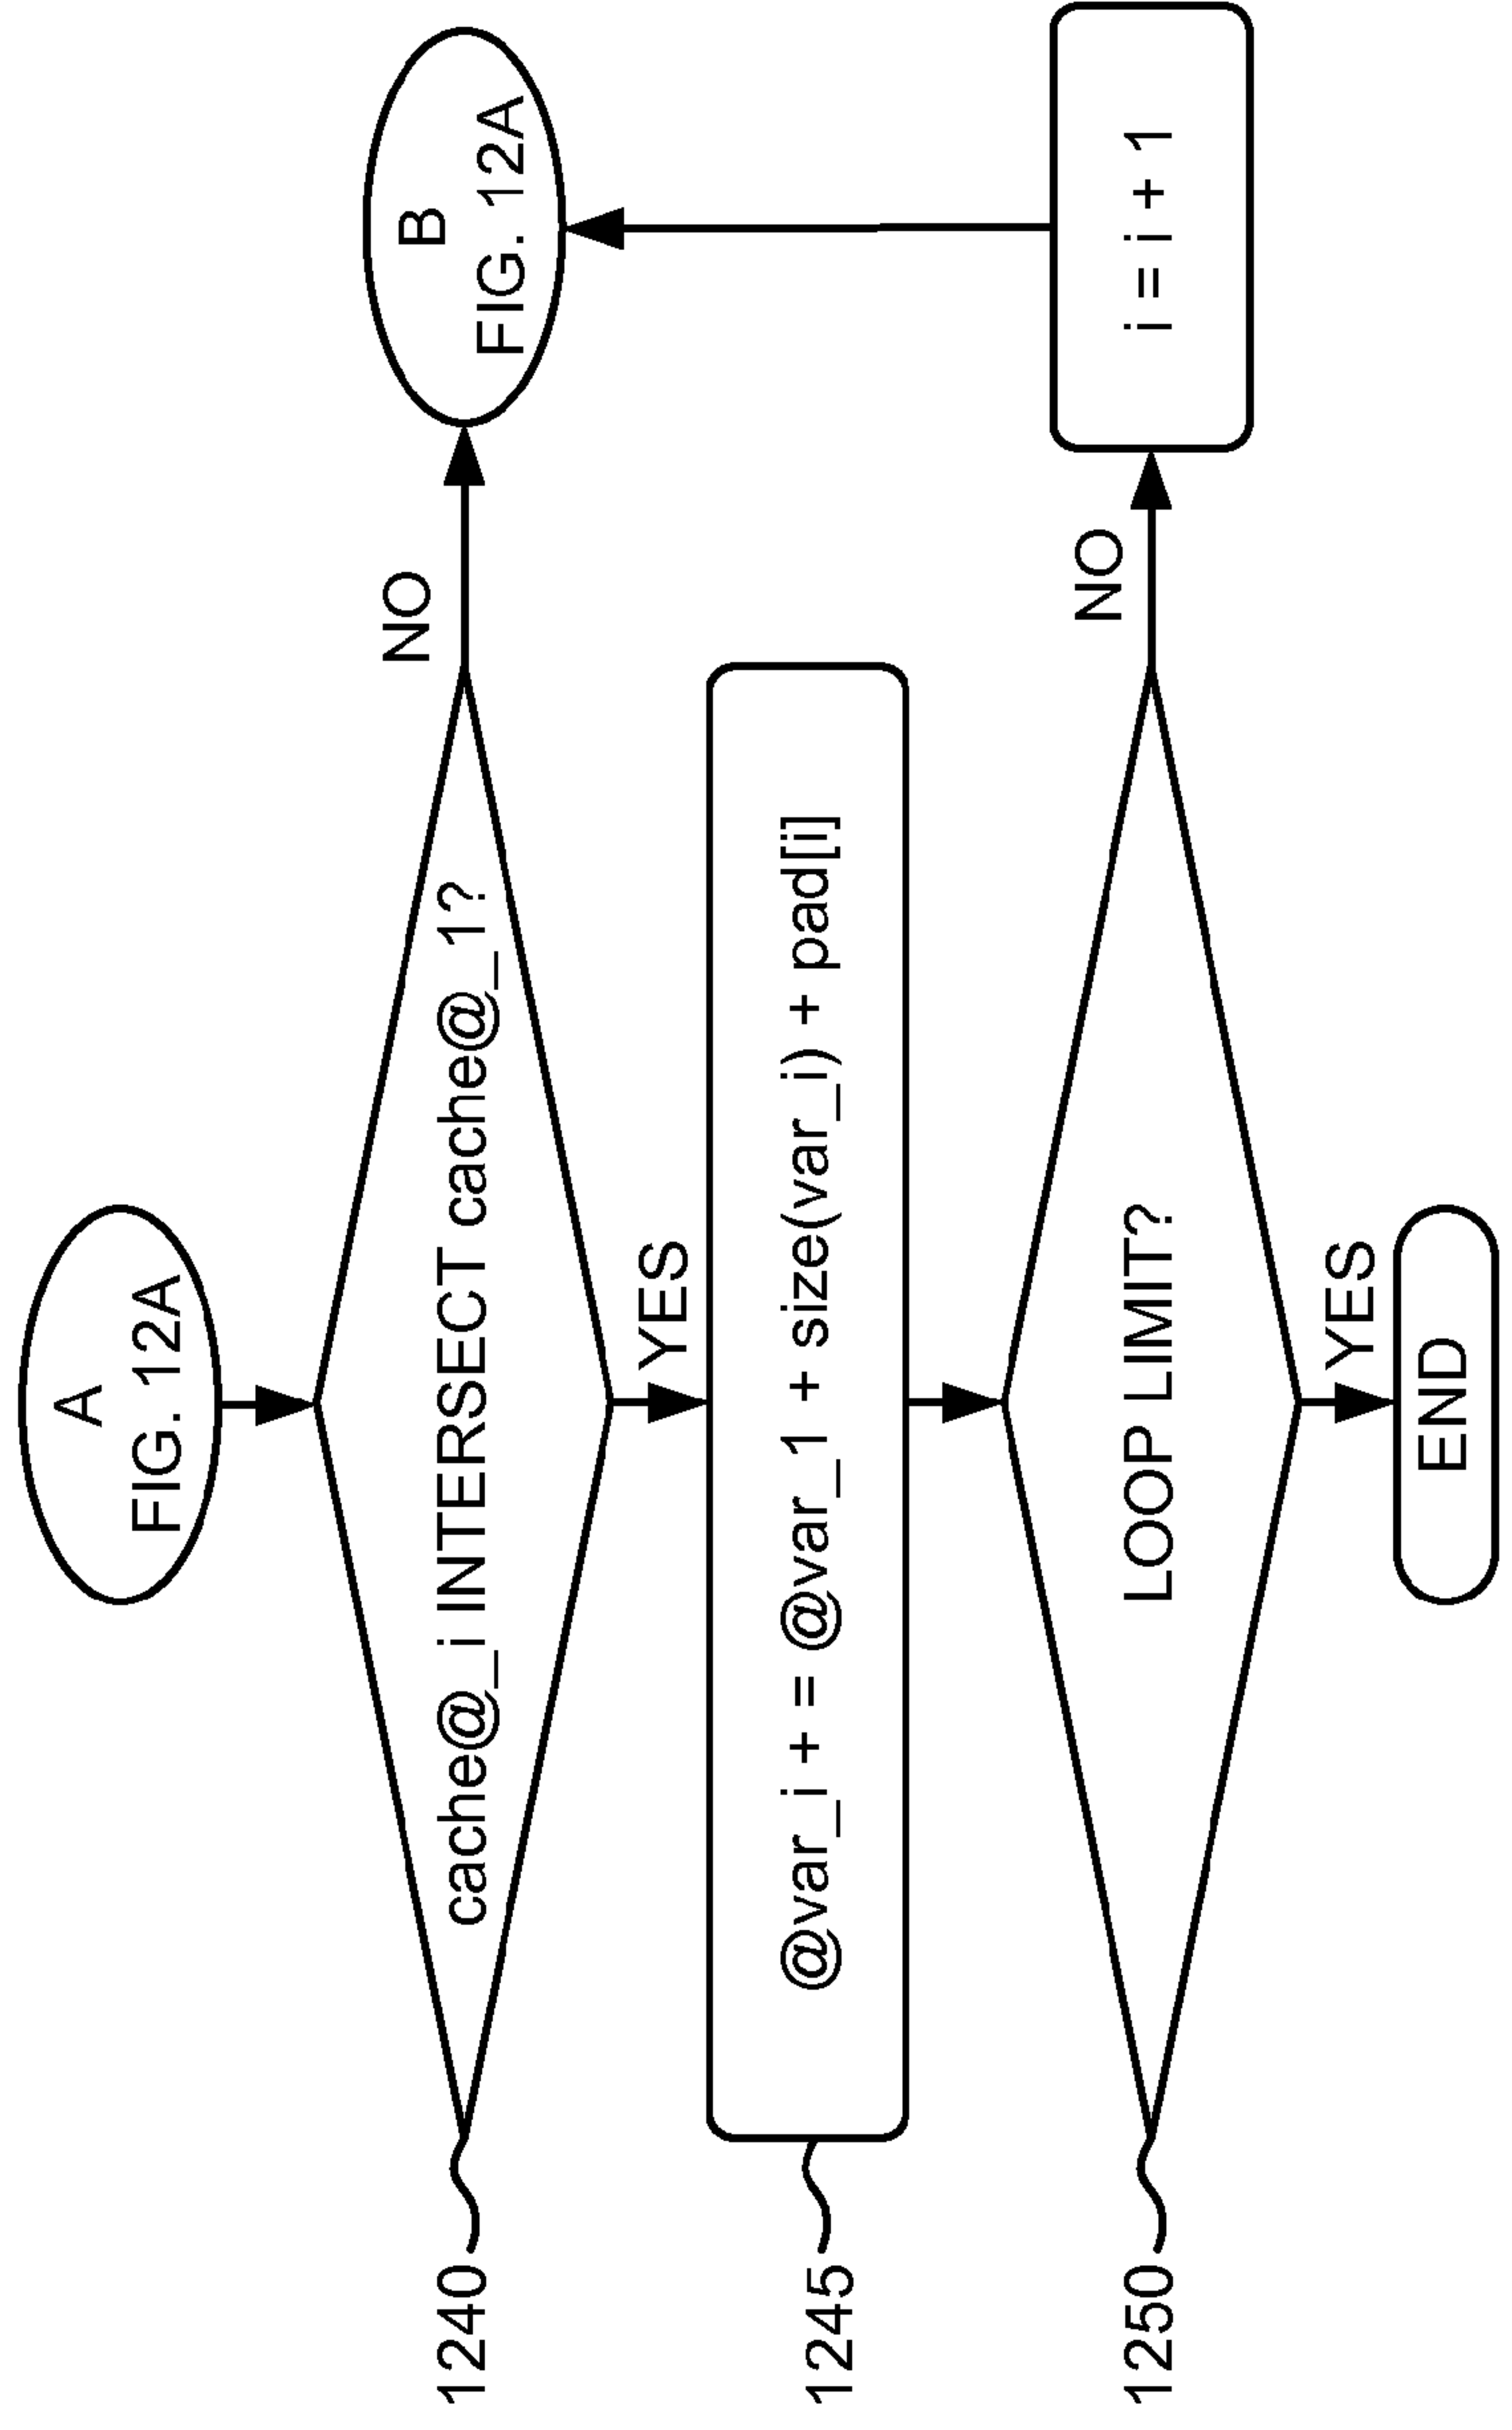 A
FIG. 12A
1240
cache@_i INTERSECT cache@_1?
NO
B
FIG. 12A
YES
1245
@var_i + = @var_1 + size(var_i) + pad[i]
1250
LOOP LIMIT?
NO
i = i + 1
YES
END